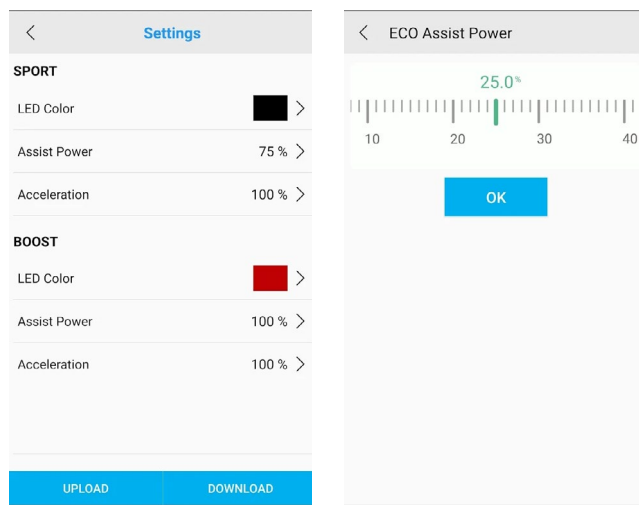 Settings
SPORT
LED Color
Assist Power 75 %
Acceleration 100 %
BOOST
LED Color
Assist Power 100 %
Acceleration 100 %
UPLOAD DOWNLOAD
ECO Assist Power
25.0%
10 20 30 40
OK